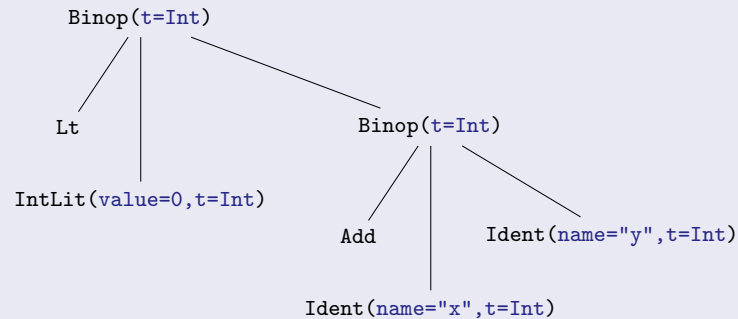 Binop(t=Int)
Lt
Binop(t=Int)
IntLit(value=0,t=Int)
Add
Ident(name="y",t=Int)
Ident(name="x",t=Int)